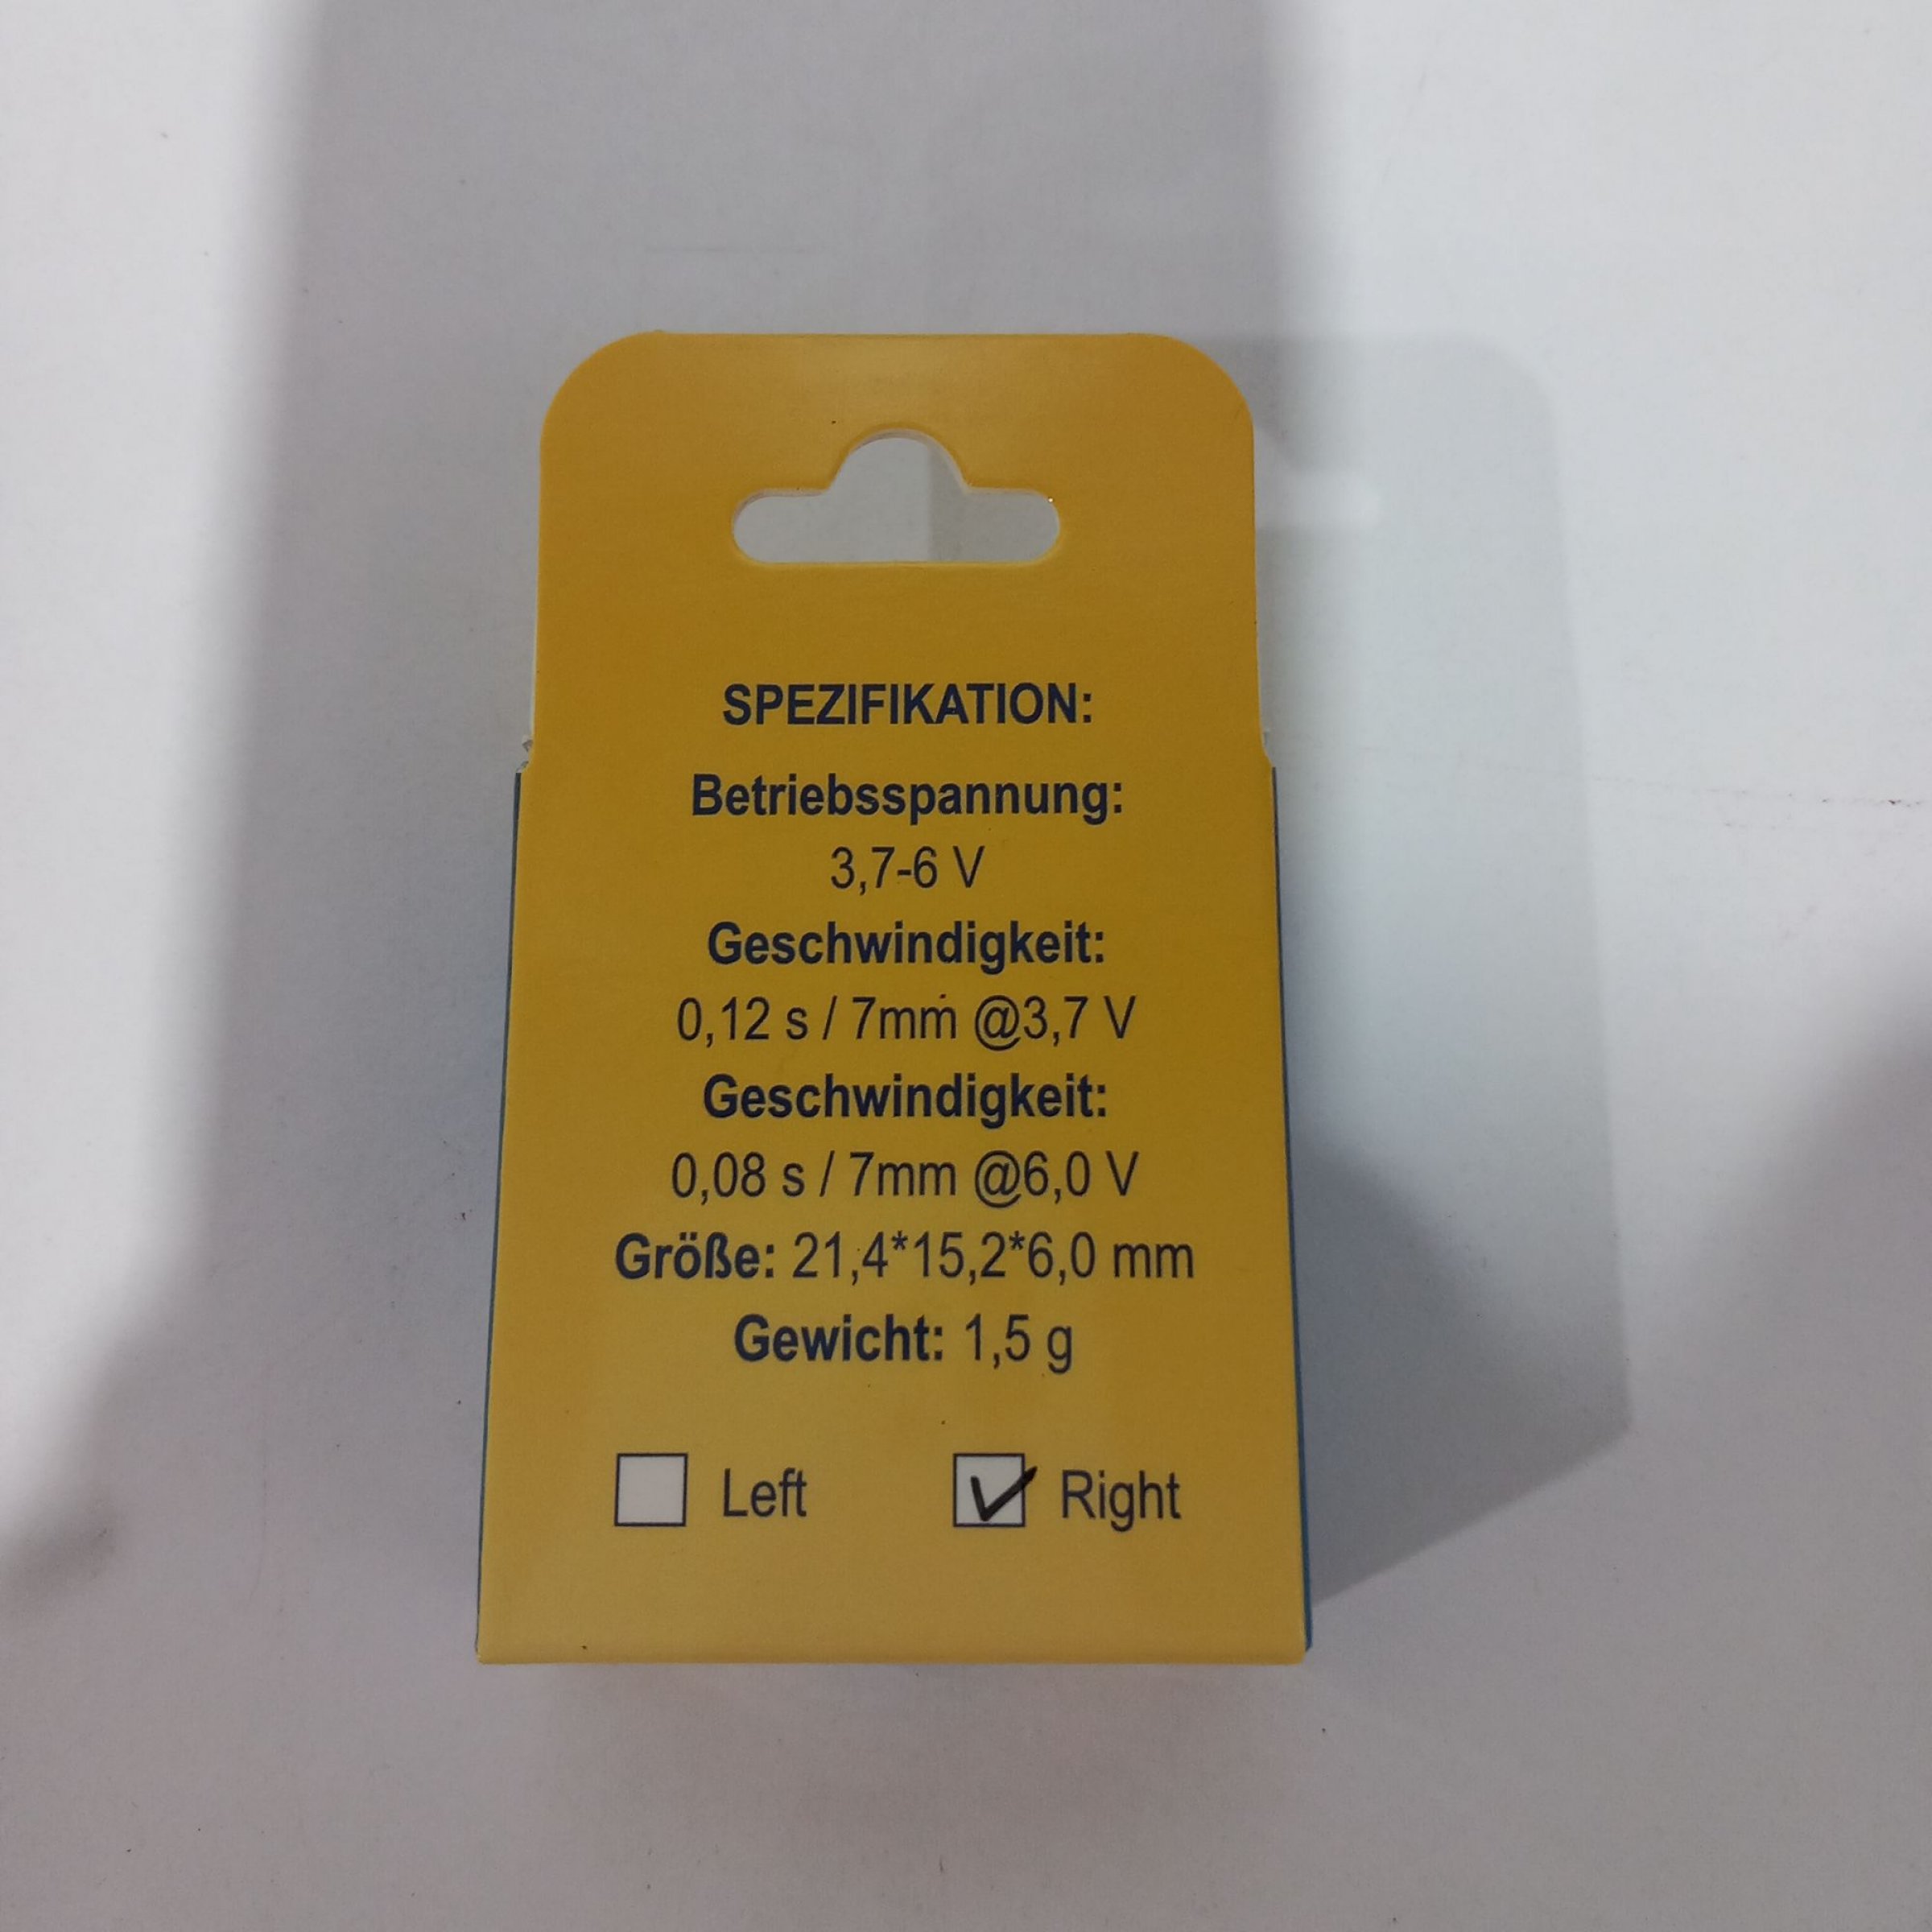 SPEZIFIKATION:
Betriebsspannung:
3,7-6 V
Geschwindigkeit:
0,12 s / 7mm @3,7 V
Geschwindigkeit:
0,08 s / 7mm @6,0 V
Größe: 21,4*15,2*6,0 mm
Gewicht: 1,5 g
Left Right